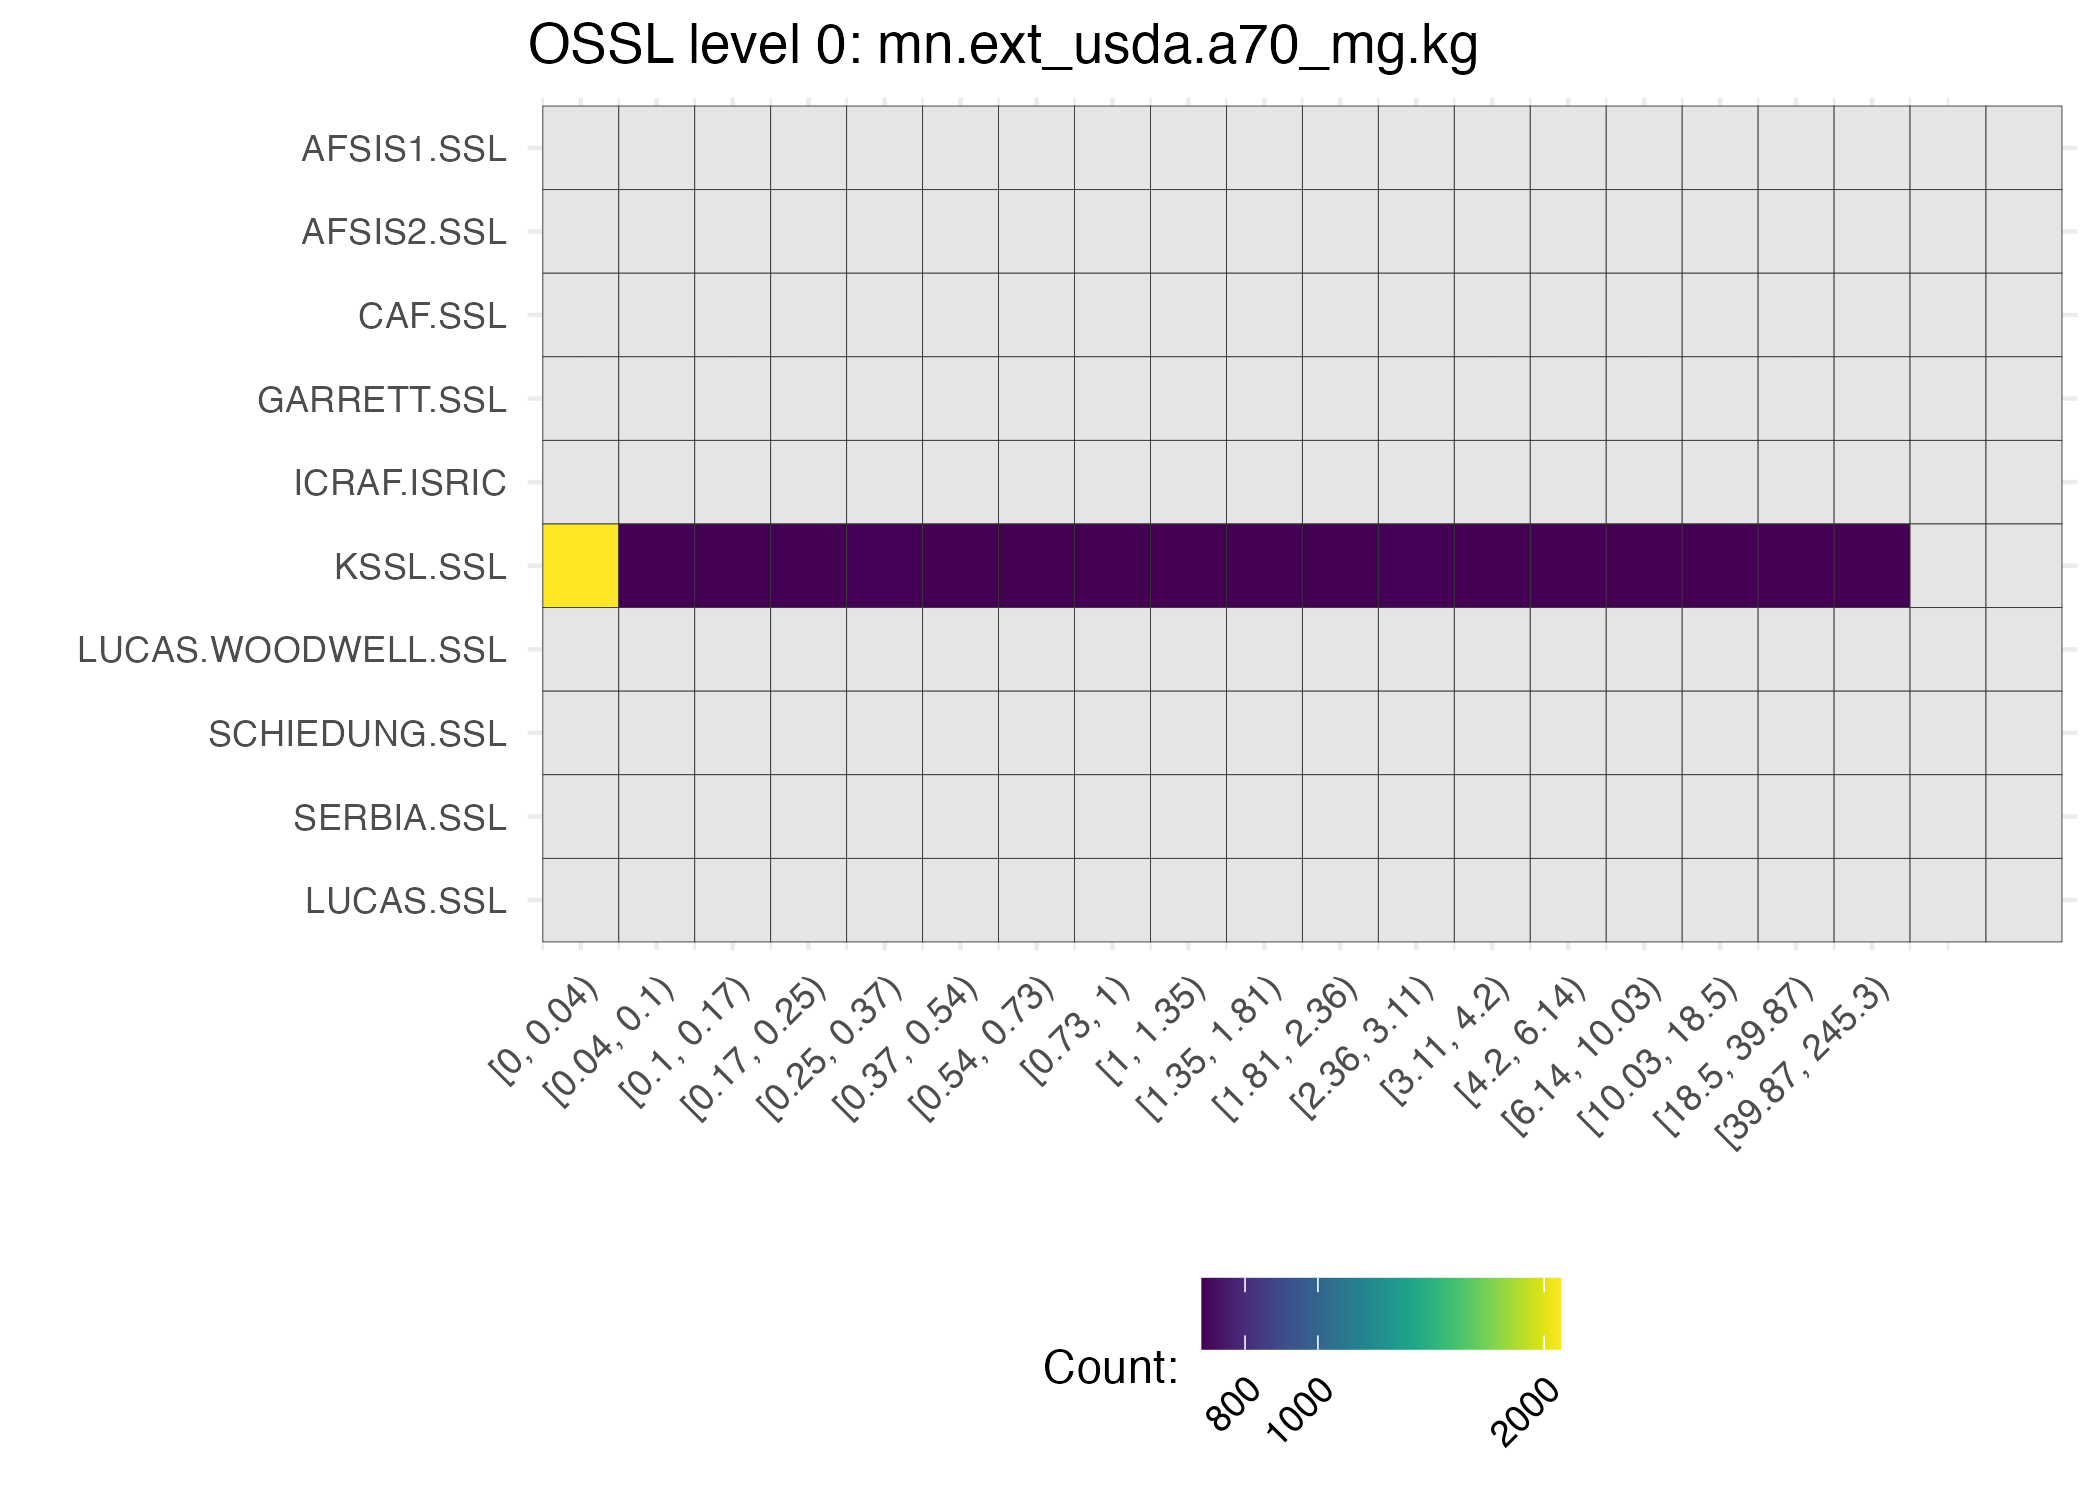 OSSL level 0: mn.ext_usda.a70_mg.kg
AFSIS1.SSL
AFSIS2.SSL
CAF.SSL
GARRETT.SSL
ICRAF.ISRIC
KSSL.SSL
LUCAS.WOODWELL.SSL
SCHIEDUNG.SSL
SERBIA.SSL
LUCAS.SSL
[0, 0.04)
[0.04, 0.1)
[0.1, 0.17)
[0.17, 0.25)
[0.25, 0.37)
[0.37, 0.54)
[0.54, 0.73)
[0.73, 1)
[1, 1.35)
[1.35, 1.81)
[1.81, 2.36)
[2.36, 3.11)
[3.11, 4.2)
[4.2, 6.14)
[6.14, 10.03)
[10.03, 18.5)
[18.5, 39.87)
[39.87, 245.3)
Count:
800
1000
2000